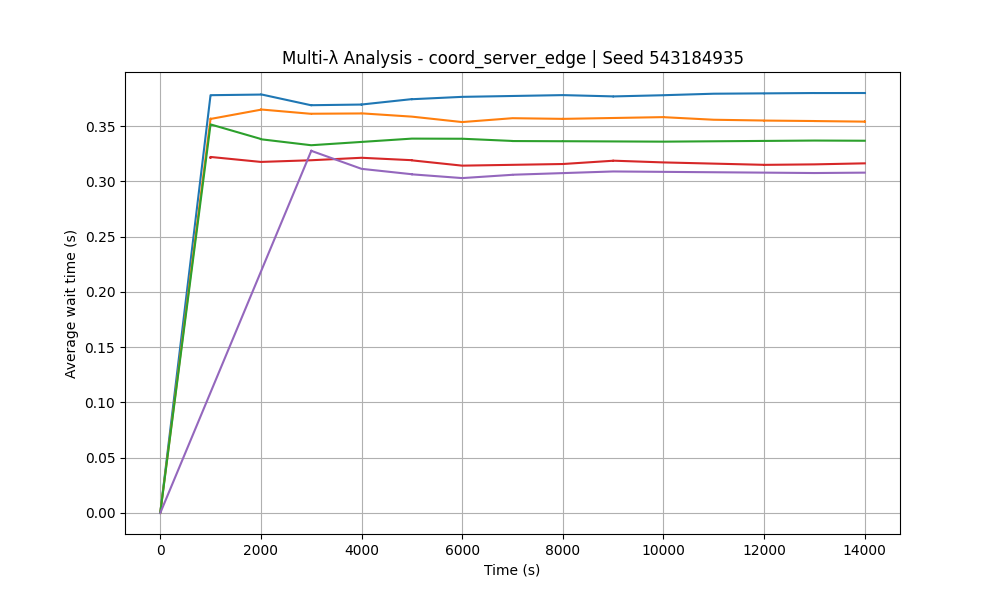 Multi-λ Analysis - coord_server_edge | Seed 543184935
Average wait time (s)
0.35
0.30
0.25
0.20
0.15
0.10
0.05
0.00
0 2000 4000 6000 8000 10000 12000 14000
Time (s)